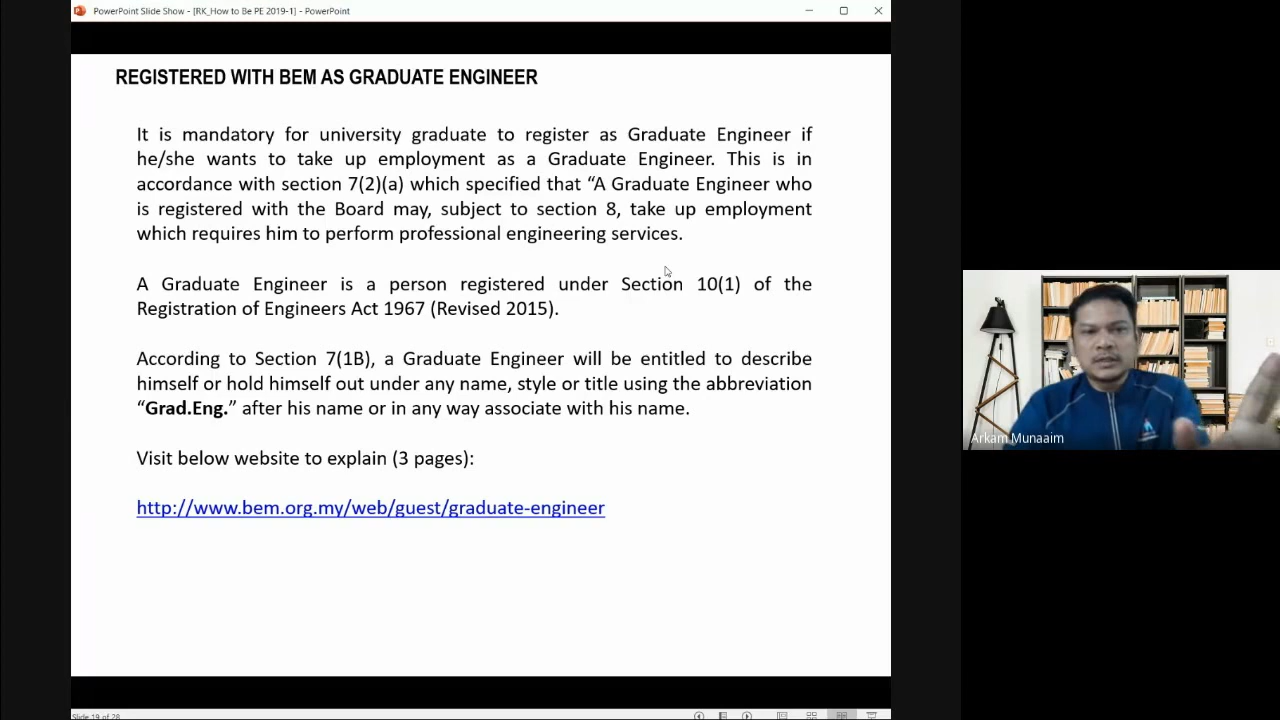 PowerPoint Slide Show - [RK_How to Be PE 2019-1] - PowerPoint
REGISTERED WITH BEM AS GRADUATE ENGINEER
It is mandatory for university graduate to register as Graduate Engineer if
he/she wants to take up employment as a Graduate Engineer. This is in
accordance with section 7(2)(a) which specified that “A Graduate Engineer who
is registered with the Board may, subject to section 8, take up employment
which requires him to perform professional engineering services.
A Graduate Engineer is a person registered under Section 10(1) of the
Registration of Engineers Act 1967 (Revised 2015).
According to Section 7(1B), a Graduate Engineer will be entitled to describe
himself or hold himself out under any name, style or title using the abbreviation
“Grad.Eng.” after his name or in any way associate with his name.
Visit below website to explain (3 pages):
http://www.bem.org.my/web/guest/graduate-engineer
Arkam Munaaim
Slide 19 of 28